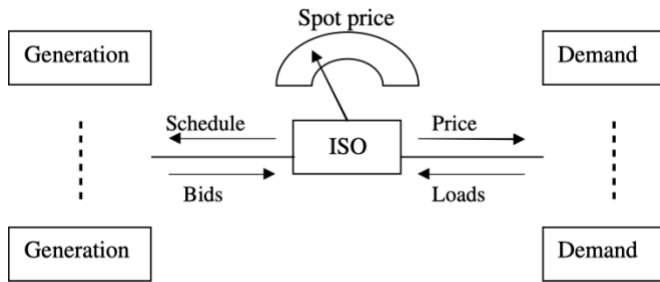 Spot price
Generation
Demand
Schedule
Price
ISO
Bids
Loads
Generation
Demand